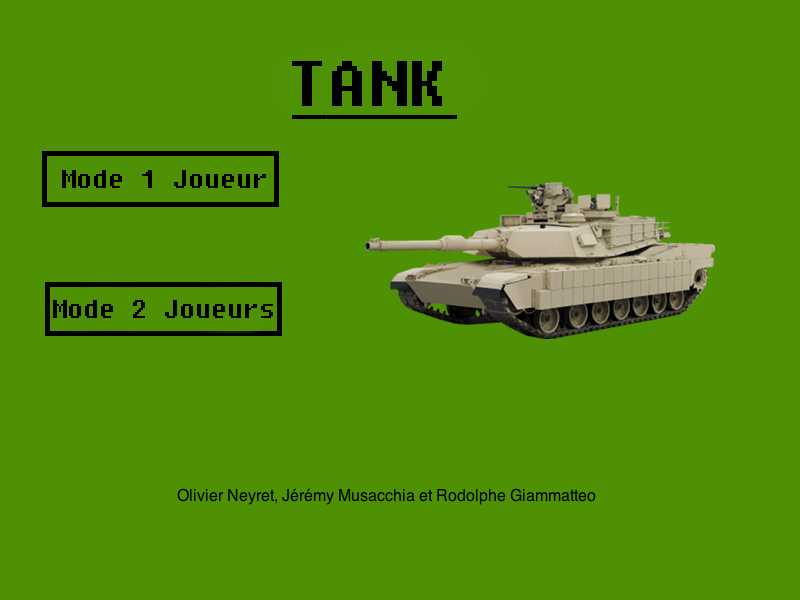 TANK
Mode 1 Joueur
Mode 2 Joueurs
Olivier Neyret, Jérémy Musacchia et Rodolphe Giammatteo